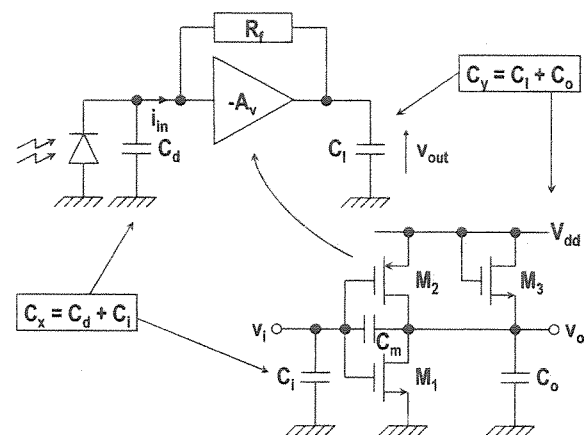 R_f
-A_v
i_in
C_d
C_l
v_out
C_y = C_l + C_o
C_x = C_d + C_i
V_dd
M_2
M_3
v_i
C_m
v_o
C_i
M_1
C_o